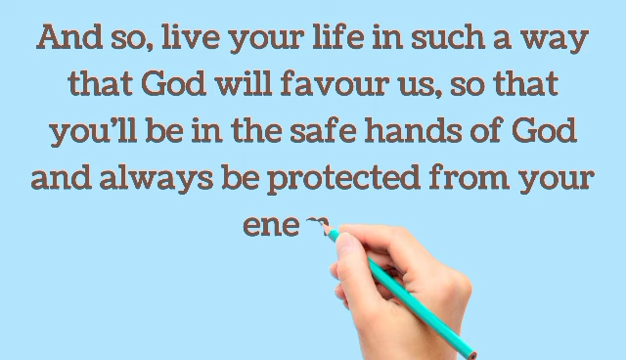 And so, live your life in such a way
that God will favour us, so that
you'll be in the safe hands of God
and always be protected from your